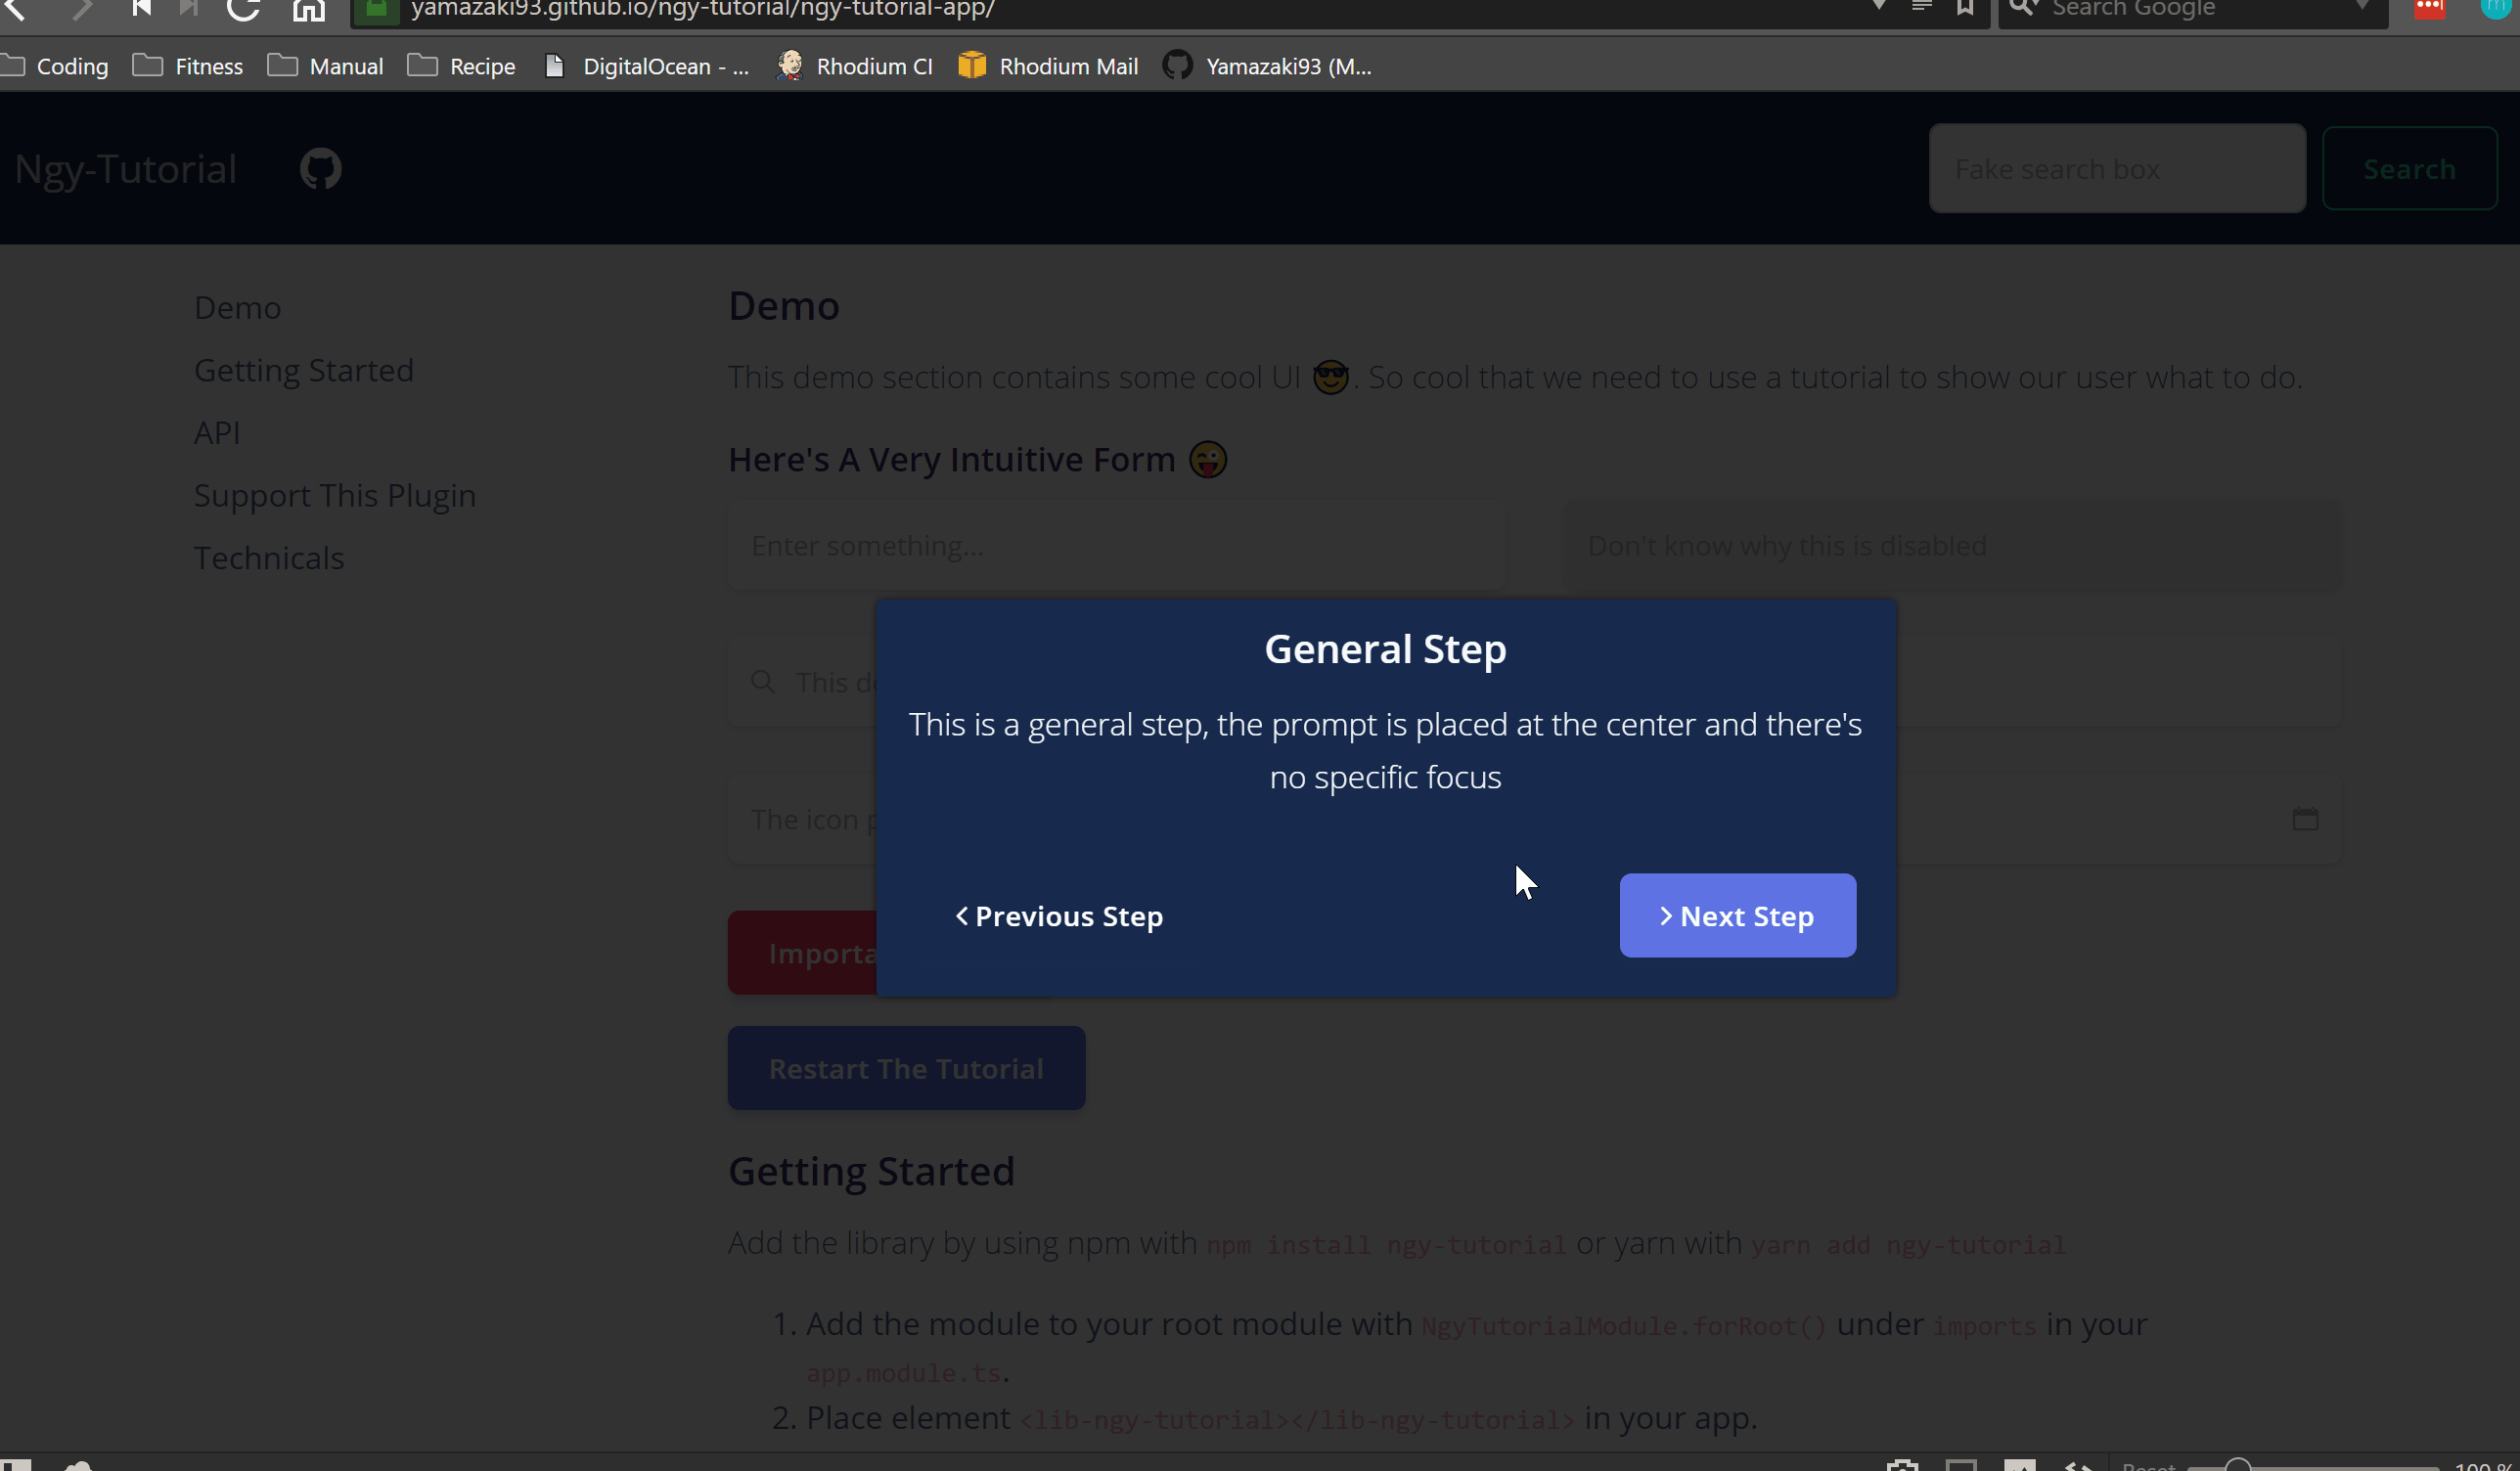 yamazaki93.github.io/ngy-tutorial/ngy-tutorial-app/
Search Google
Coding
Fitness
Manual
Recipe
DigitalOcean - ...
Rhodium CI
Rhodium Mail
Yamazaki93 (M...
Ngy-Tutorial
Fake search box
Search
Demo
Getting Started
API
Support This Plugin
Technicals
Demo
This demo section contains some cool UI 😎. So cool that we need to use a tutorial to show our user what to do.
Here's A Very Intuitive Form 😜
Enter something...
Don't know why this is disabled
This
The icon
General Step
This is a general step, the prompt is placed at the center and there's
no specific focus
< Previous Step
> Next Step
Restart The Tutorial
Getting Started
Add the library by using npm with npm install ngy-tutorial or yarn with yarn add ngy-tutorial
1. Add the module to your root module with NgyTutorialModule.forRoot() under imports in your
app.module.ts.
2. Place element <lib-ngy-tutorial></lib-ngy-tutorial> in your app.
Reset
100 %